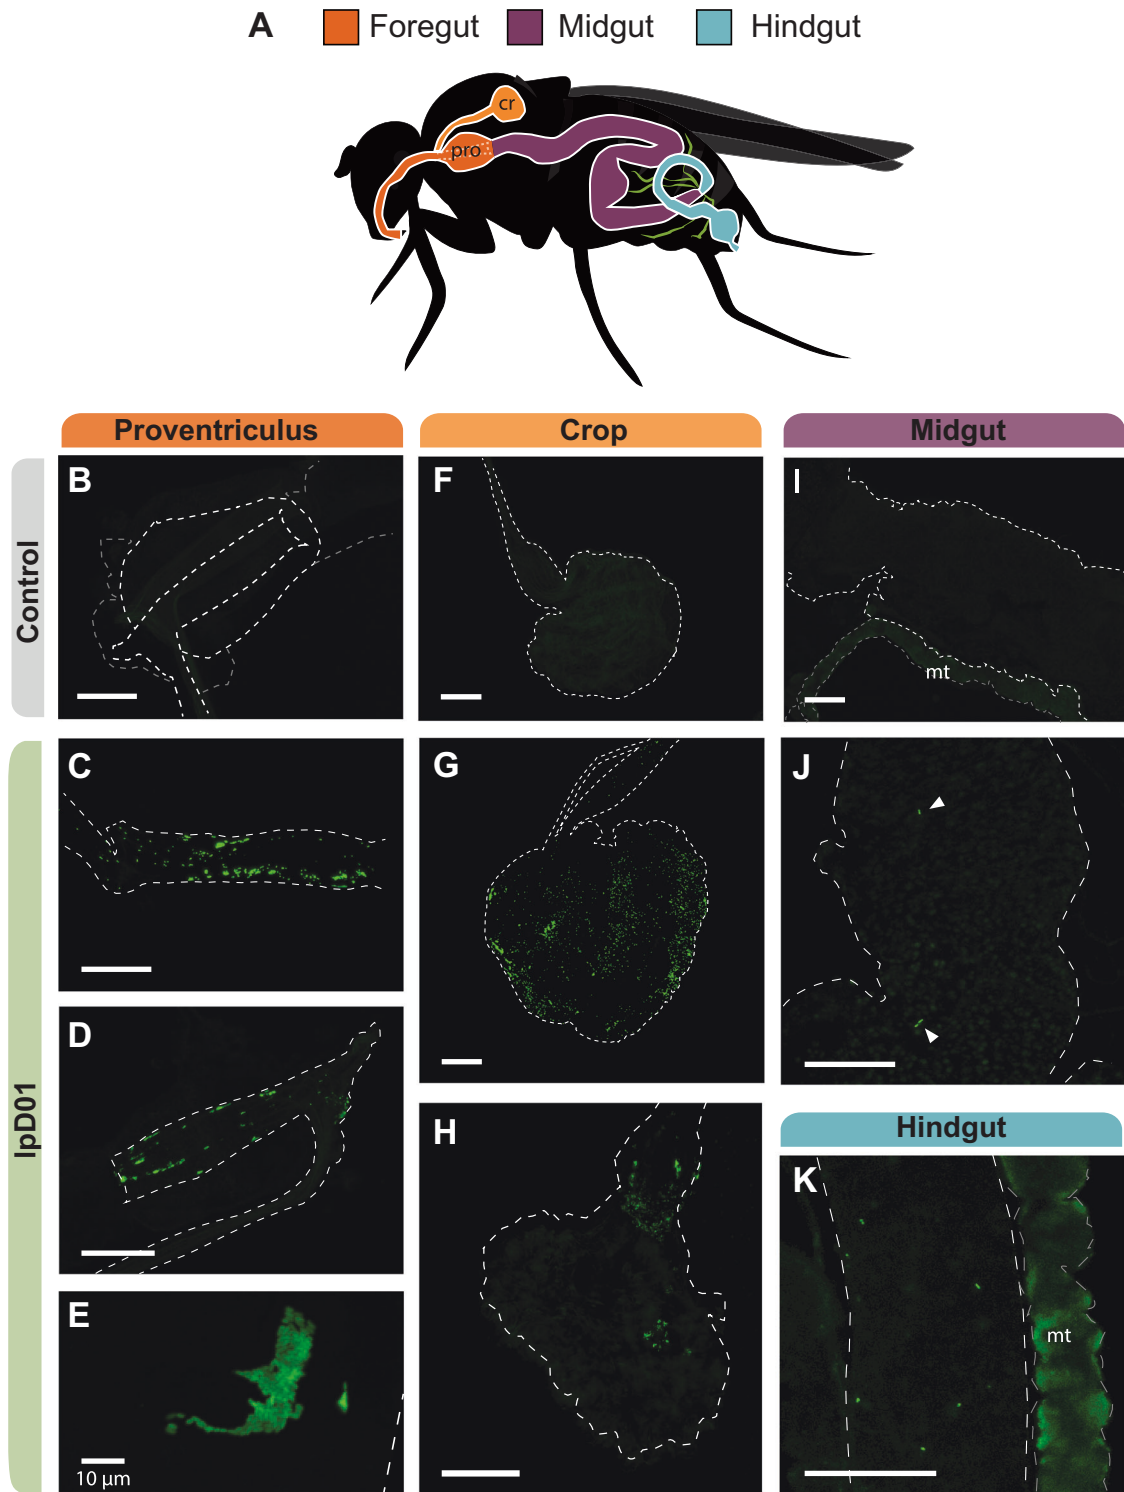 A Foregut Midgut Hindgut
cr
pro
Proventriculus Crop Midgut
Control
B F I
mt
IpD01
C G J
D
H
Hindgut
K
mt
E
10 µm